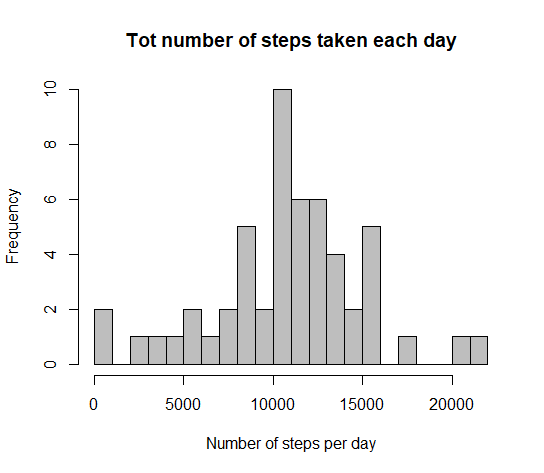 Tot number of steps taken each day
Frequency
10
8
6
4
2
0
0 5000 10000 15000 20000
Number of steps per day